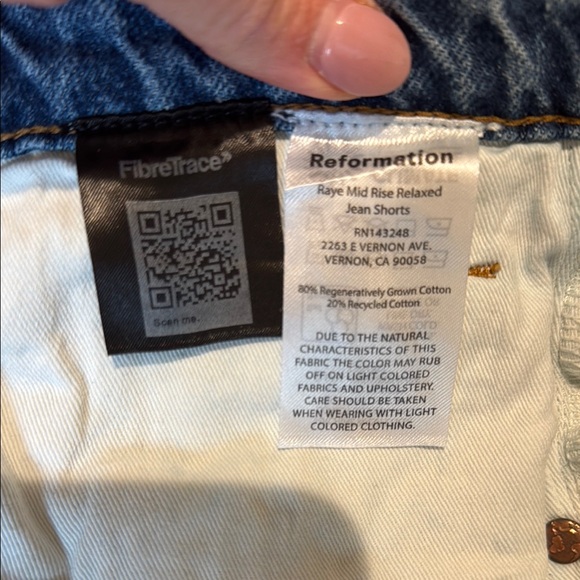 FibreTrace
Scan me.
Reformation
Raye Mid Rise Relaxed
Jean Shorts
RN143248
2263 E VERNON AVE.
VERNON, CA 90058
80% Regeneratively Grown Cotton
20% Recycled Cotton
DUE TO THE NATURAL
CHARACTERISTICS OF THIS
FABRIC THE COLOR MAY RUB
OFF ON LIGHT COLORED
FABRICS AND UPHOLSTERY.
CARE SHOULD BE TAKEN
WHEN WEARING WITH LIGHT
COLORED CLOTHING.